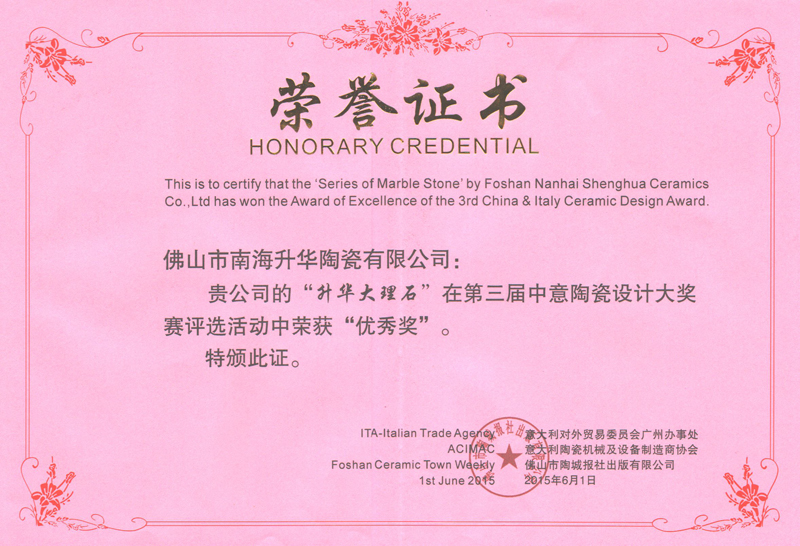 荣誉证书
HONORARY CREDENTIAL
This is to certify that the ‘Series of Marble Stone’ by Foshan Nanhai Shenghua Ceramics
Co.,Ltd has won the Award of Excellence of the 3rd China & Italy Ceramic Design Award.
佛山市南海升华陶瓷有限公司：
贵公司的“升华大理石”在第三届中意陶瓷设计大奖
赛评选活动中荣获“优秀奖”。
特颁此证。
ITA-Italian Trade Agency 意大利对外贸易委员会广州办事处
ACIMAC 意大利陶瓷机械及设备制造商协会
Foshan Ceramic Town Weekly 佛山市陶城报社出版有限公司
1st June 2015 2015年6月1日